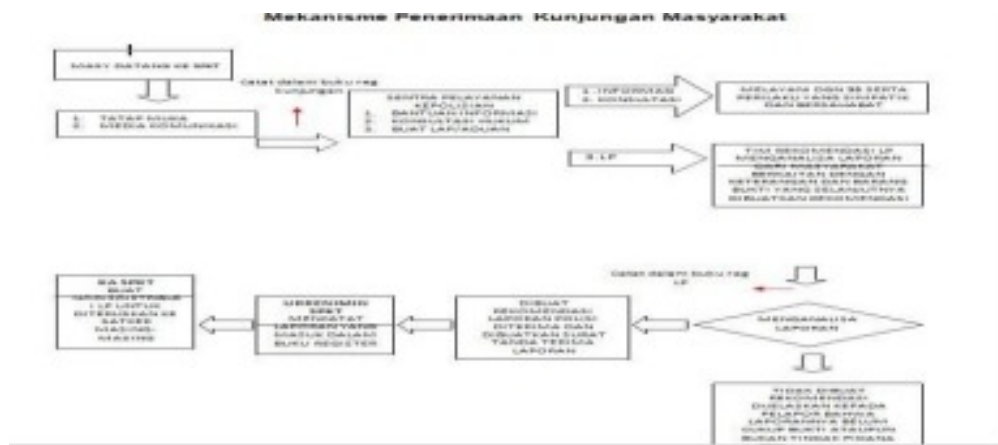 Mekanisme Penerimaan Kunjungan Masyarakat
MASY DATANG KE SPKT
1. TATAP MUKA
2. MEDIA KOMUNIKASI
Catat dalam buku reg
Kunjungan
SENTRA PELAYANAN
KEPOLISIAN
1. BANTUAN INFORMASI
2. KONSULTASI HUKUM
3. BUAT LAP/ADUAN
1. INFORMASI
2. KONSULTASI
MELAYANI DGN 3S SERTA
PERILAKU YANG SIMPATIK
DAN BERSAHABAT
3. LP
TIM REKOMENDASI LP
MENGANALISA LAPORAN
DARI MASYARAKAT
BERKAITAN DENGAN
KETERANGAN DAN BARANG
BUKTI YANG SELANJUTNYA
DIBUATKAN REKOMENDASI
Catat dalam buku reg
LP
MENGANALISA
LAPORAN
TIDAK DIBUAT
REKOMENDASI
DIJELASKAN KEPADA
PELAPOR BAHWA
LAPORANNYA BELUM
CUKUP BUKTI ATAUPUN
BUKAN TINDAK PIDANA
DIBUAT
REKOMENDASI
LAPORAN POLISI
DITERIMA DAN
DIBUATKAN SURAT
TANDA TERIMA
LAPORAN
SPKT
MENCATAT
LAPORAN YANG
MASUK DALAM
BUKU REGISTER
KA SPKT
BUAT
LP UNTUK
DITERUSKAN KE
SATKER
MASING-
MASING